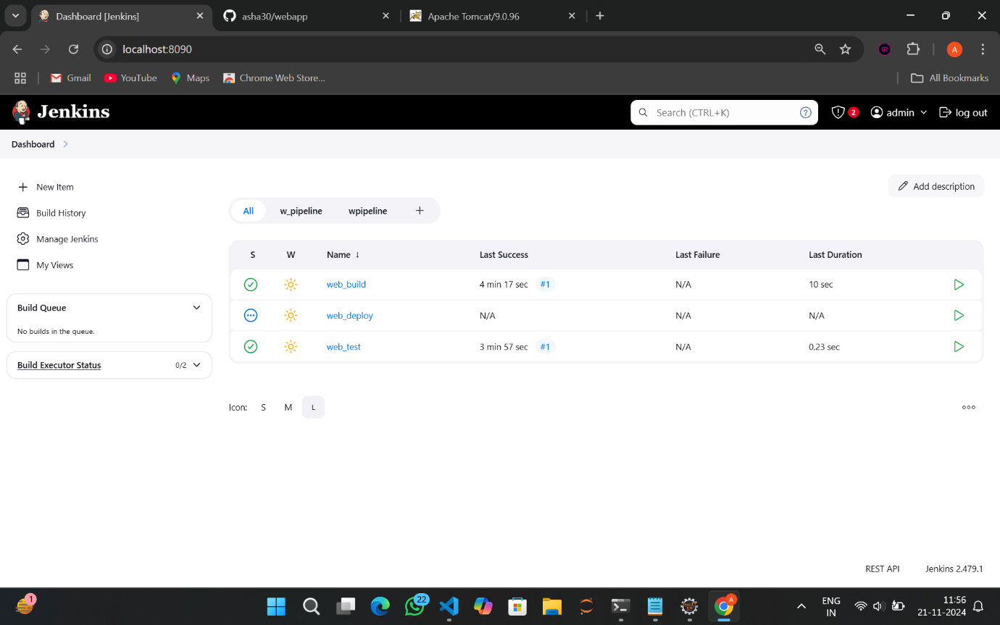 Dashboard [Jenkins]
asha30/webapp
Apache Tomcat/9.0.96
localhost:8090
BR
A
Gmail
YouTube
Maps
Chrome Web Store...
All Bookmarks
Jenkins
Search (CTRL+K)
2
admin
log out
Dashboard
New Item
Build History
Manage Jenkins
My Views
Build Queue
No builds in the queue.
Build Executor Status
0/2
Add description
All
w_pipeline
wpipeline
S W Name ↓ Last Success Last Failure Last Duration
web_build 4 min 17 sec #1 N/A 10 sec
web_deploy N/A N/A N/A
web_test 3 min 57 sec #1 N/A 0.23 sec
Icon: S M L
REST API
Jenkins 2.479.1
1
22
A
ENG
IN
11:56
21-11-2024